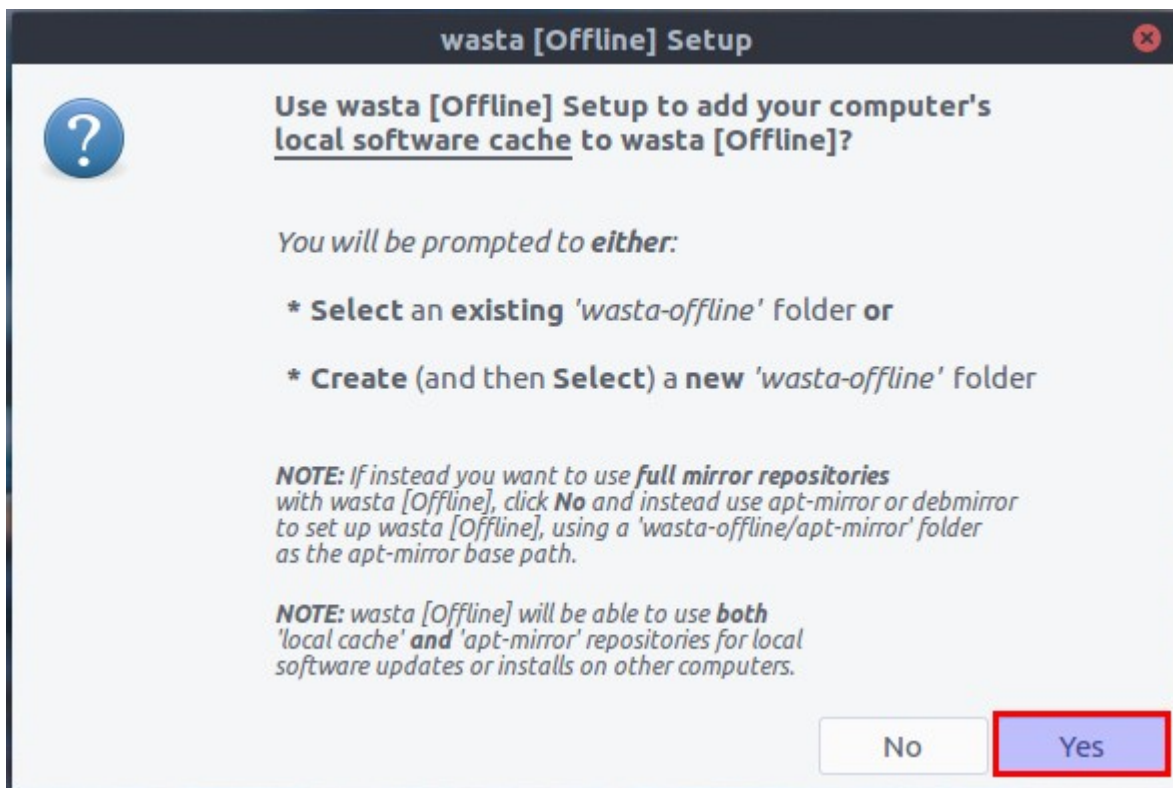 wasta [Offline] Setup
Use wasta [Offline] Setup to add your computer's
local software cache to wasta [Offline]?
You will be prompted to either:
* Select an existing 'wasta-offline' folder or
* Create (and then Select) a new 'wasta-offline' folder
NOTE: If instead you want to use full mirror repositories
with wasta [Offline], click No and instead use apt-mirror or debmirror
to set up wasta [Offline], using a 'wasta-offline/apt-mirror' folder
as the apt-mirror base path.
NOTE: wasta [Offline] will be able to use both
'local cache' and 'apt-mirror' repositories for local
software updates or installs on other computers.
No Yes